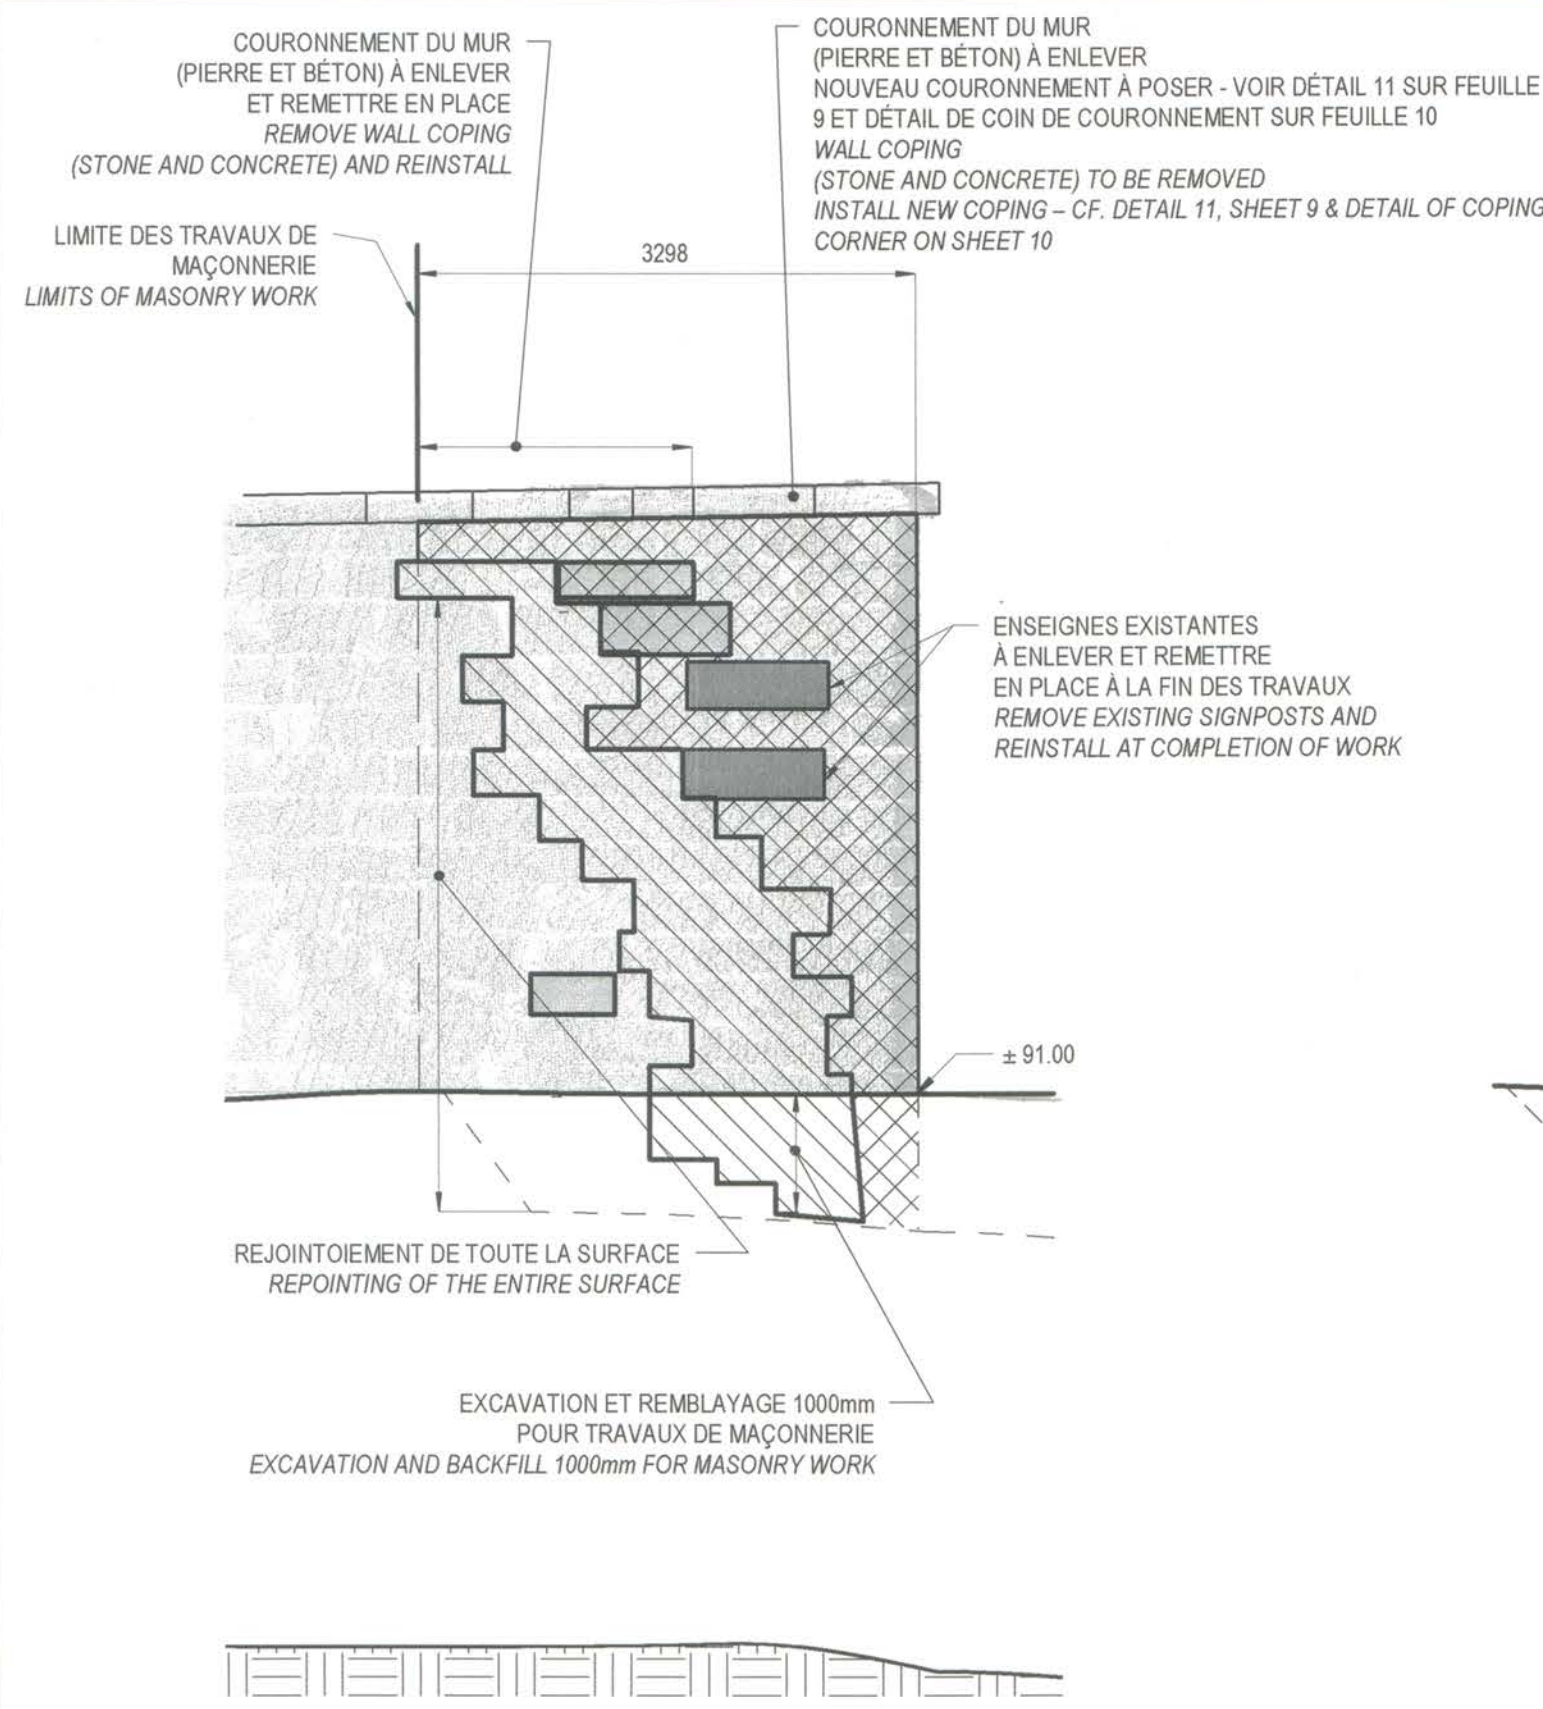 COURONNEMENT DU MUR
(PIERRE ET BÉTON) À ENLEVER
ET REMETTRE EN PLACE
REMOVE WALL COPING
(STONE AND CONCRETE) AND REINSTALL
COURONNEMENT DU MUR
(PIERRE ET BÉTON) À ENLEVER
NOUVEAU COURONNEMENT À POSER - VOIR DÉTAIL 11 SUR FEUILLE
9 ET DÉTAIL DE COIN DE COURONNEMENT SUR FEUILLE 10
WALL COPING
(STONE AND CONCRETE) TO BE REMOVED
INSTALL NEW COPING – CF. DETAIL 11, SHEET 9 & DETAIL OF COPING
CORNER ON SHEET 10
LIMITE DES TRAVAUX DE
MAÇONNERIE
LIMITS OF MASONRY WORK
3298
ENSEIGNES EXISTANTES
À ENLEVER ET REMETTRE
EN PLACE À LA FIN DES TRAVAUX
REMOVE EXISTING SIGNPOSTS AND
REINSTALL AT COMPLETION OF WORK
± 91.00
REJOINTOIEMENT DE TOUTE LA SURFACE
REPOINTING OF THE ENTIRE SURFACE
EXCAVATION ET REMBLAYAGE 1000mm
POUR TRAVAUX DE MAÇONNERIE
EXCAVATION AND BACKFILL 1000mm FOR MASONRY WORK